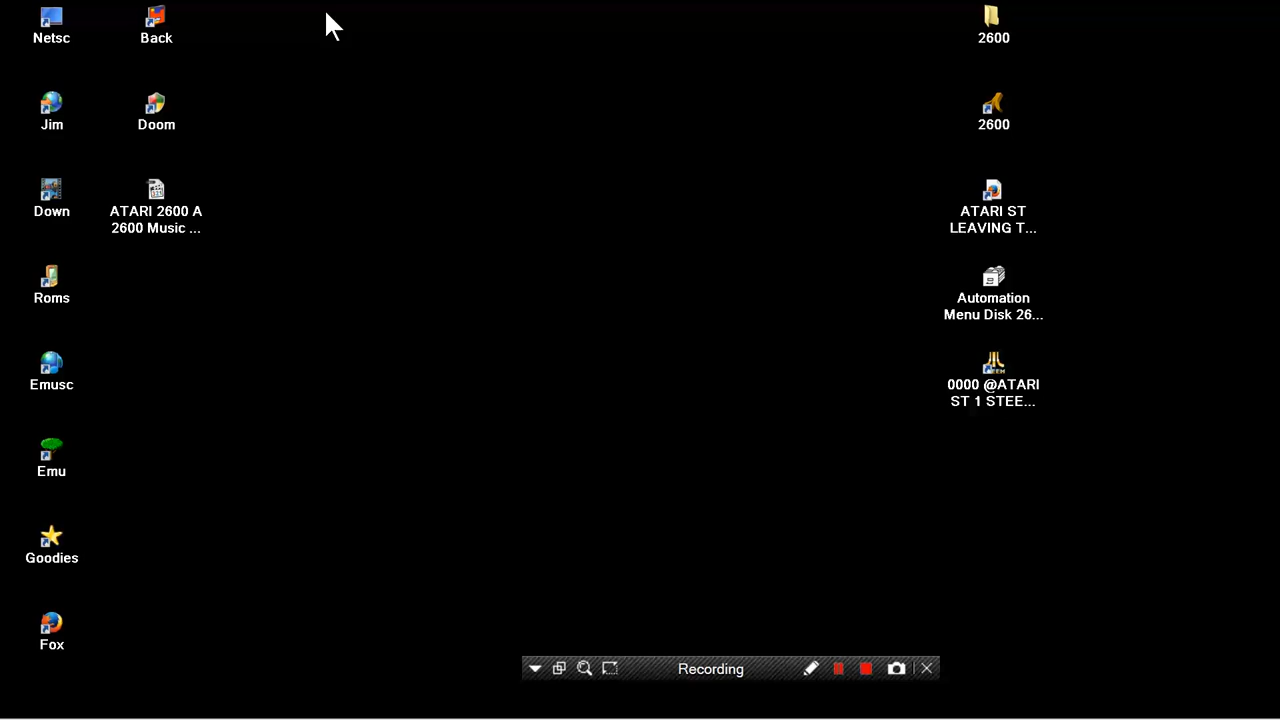 Netsc
Back
2600
Jim
Doom
2600
Down
ATARI 2600 A
2600 Music ...
ATARI ST
LEAVING T...
Roms
Automation
Menu Disk 26...
Emusc
0000 @ATARI
ST 1 STEE...
Emu
Goodies
Fox
Recording